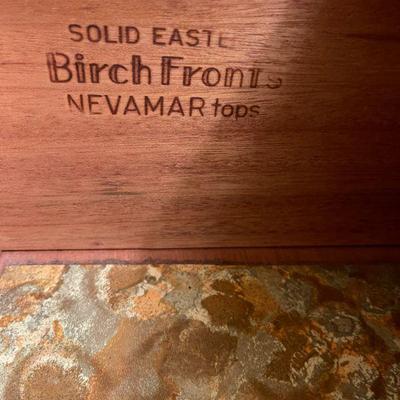 SOLID EASTE
Birch Fronts
NEVAMAR tops